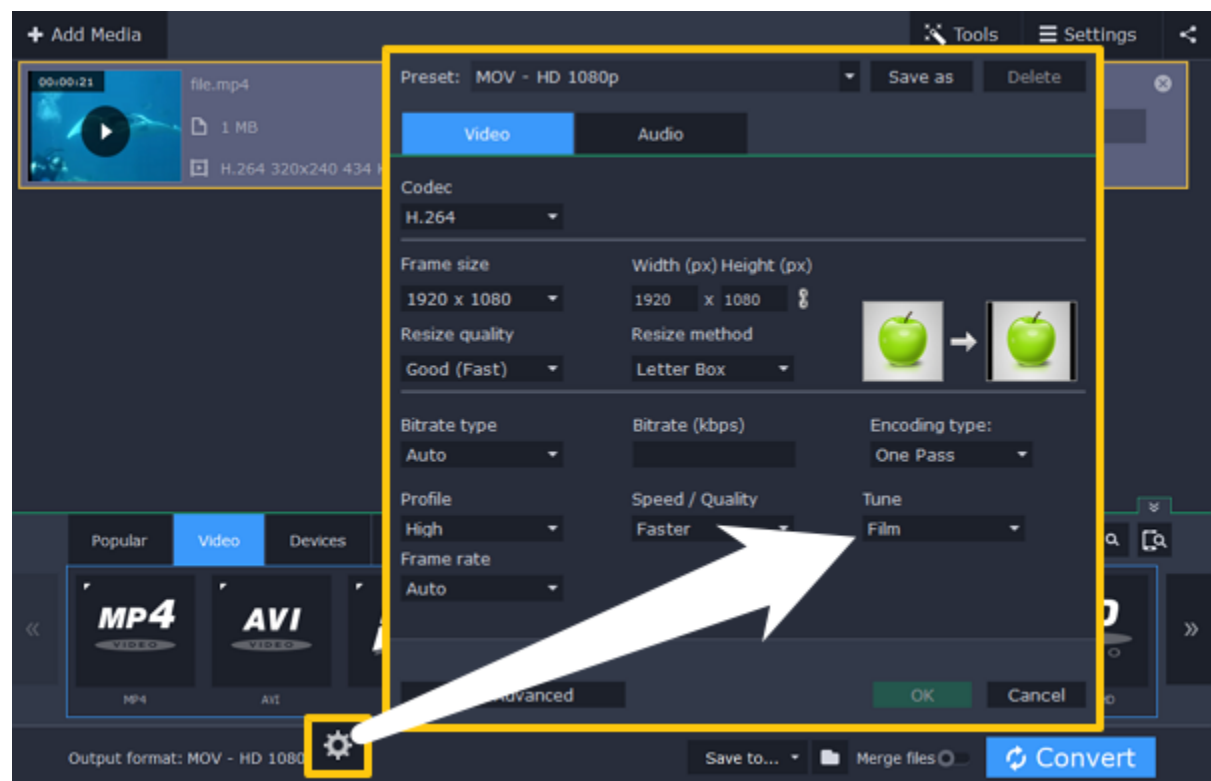 Add Media
Tools
Settings
00:00:21
file.mp4
1 MB
H.264 320x240 434
Preset: MOV - HD 1080p
Save as
Delete
Video
Audio
Codec
H.264
Frame size
Width (px) Height (px)
1920 x 1080
1920 x 1080
Resize quality
Resize method
Good (Fast)
Letter Box
Bitrate type
Bitrate (kbps)
Encoding type:
Auto
One Pass
Profile
Speed / Quality
Tune
High
Faster
Film
Frame rate
Auto
Advanced
OK
Cancel
Popular
Video
Devices
MP4
VIDEO
MP4
AVI
VIDEO
AVI
Output format: MOV - HD 1080
Save to...
Merge files
Convert